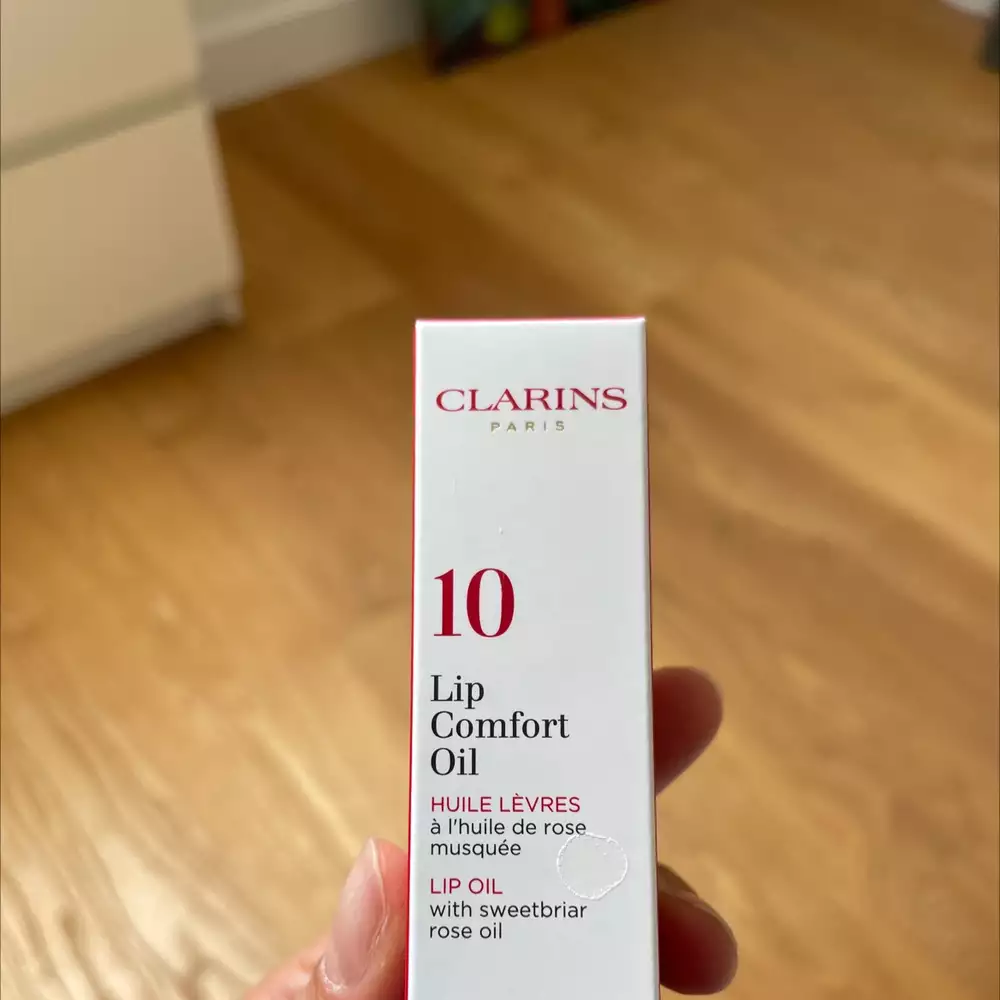 CLARINS
PARIS
10
Lip
Comfort
Oil
HUILE LÈVRES
à l'huile de rose
musquée
LIP OIL
with sweetbriar
rose oil